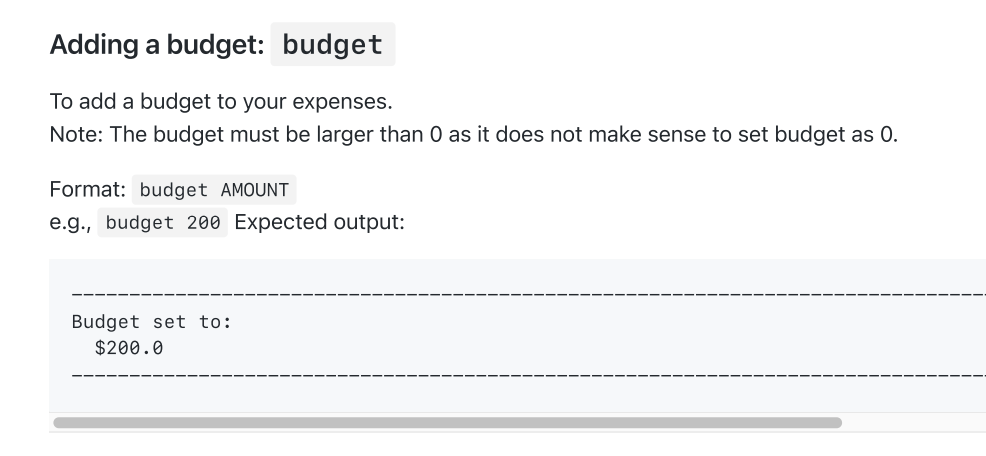 Adding a budget: budget
To add a budget to your expenses.
Note: The budget must be larger than 0 as it does not make sense to set budget as 0.
Format: budget AMOUNT
e.g., budget 200 Expected output:
Budget set to:
$200.0